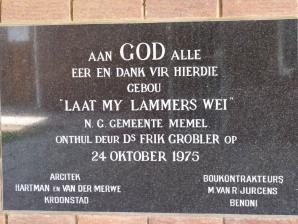 AAN GOD ALLE
EER EN DANK VIR HIERDIE
GEBOU
"LAAT MY LAMMERS WEI"
N. G. GEMEENTE MEMEL
ONTHUL DEUR DS FRIK GROBLER OP
24 OKTOBER 1975
ARGITEK
HARTMAN EN VAN DER MERWE
KROONSTAD
BOUKONTRAKTEURS
M. VAN R. JURGENS
BENONI